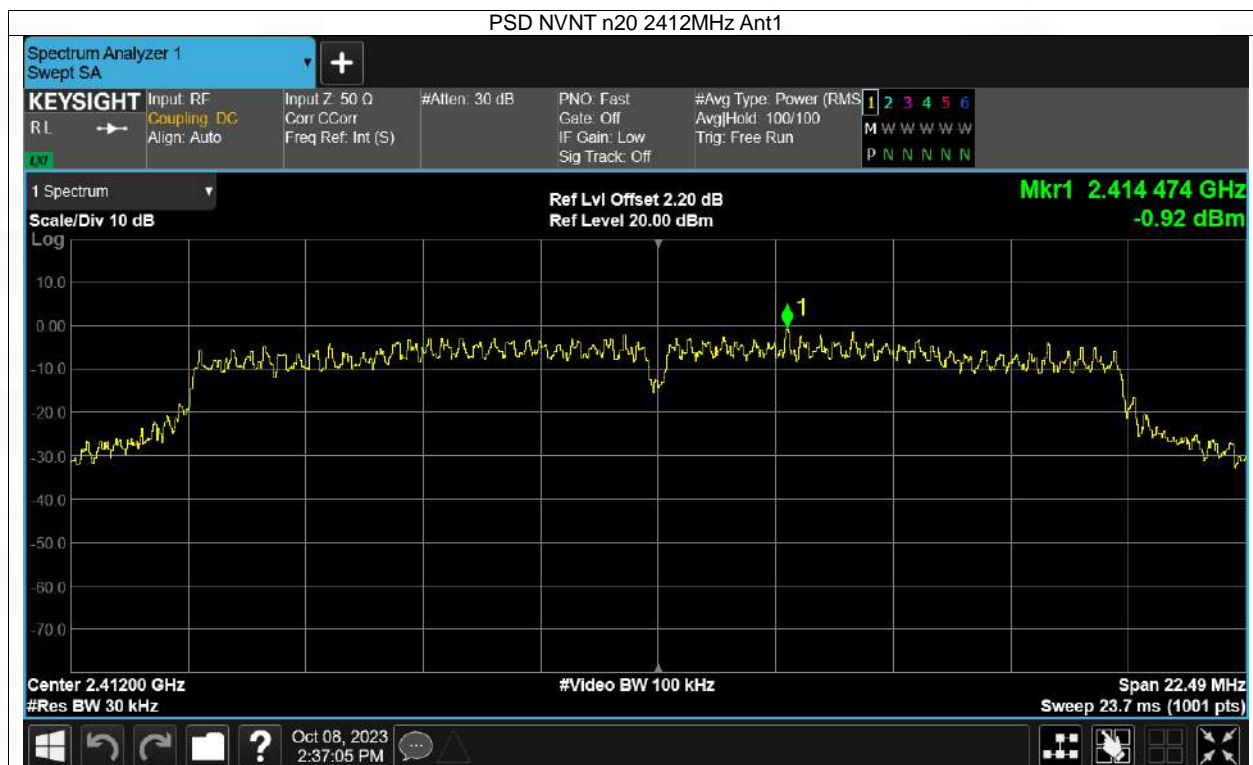 PSD NVNT n20 2412MHz Ant1
Spectrum Analyzer 1
Swept SA
KEYSIGHT
RL
LXI
Input: RF
Coupling: DC
Align: Auto
Input Z: 50 Ω
Corr CCorr
Freq Ref: Int (S)
#Atten: 30 dB
PNO: Fast
Gate: Off
IF Gain: Low
Sig Track: Off
#Avg Type: Power (RMS
Avg|Hold: 100/100
Trig: Free Run
1 2 3 4 5 6
M W W W W W
P N N N N N
1 Spectrum
Scale/Div 10 dB
Ref Lvl Offset 2.20 dB
Ref Level 20.00 dBm
Mkr1 2.414 474 GHz
-0.92 dBm
Log
10.0
0.00
-10.0
-20.0
-30.0
-40.0
-50.0
-60.0
-70.0
1
Center 2.41200 GHz
#Res BW 30 kHz
#Video BW 100 kHz
Span 22.49 MHz
Sweep 23.7 ms (1001 pts)
?
Oct 08, 2023
2:37:05 PM